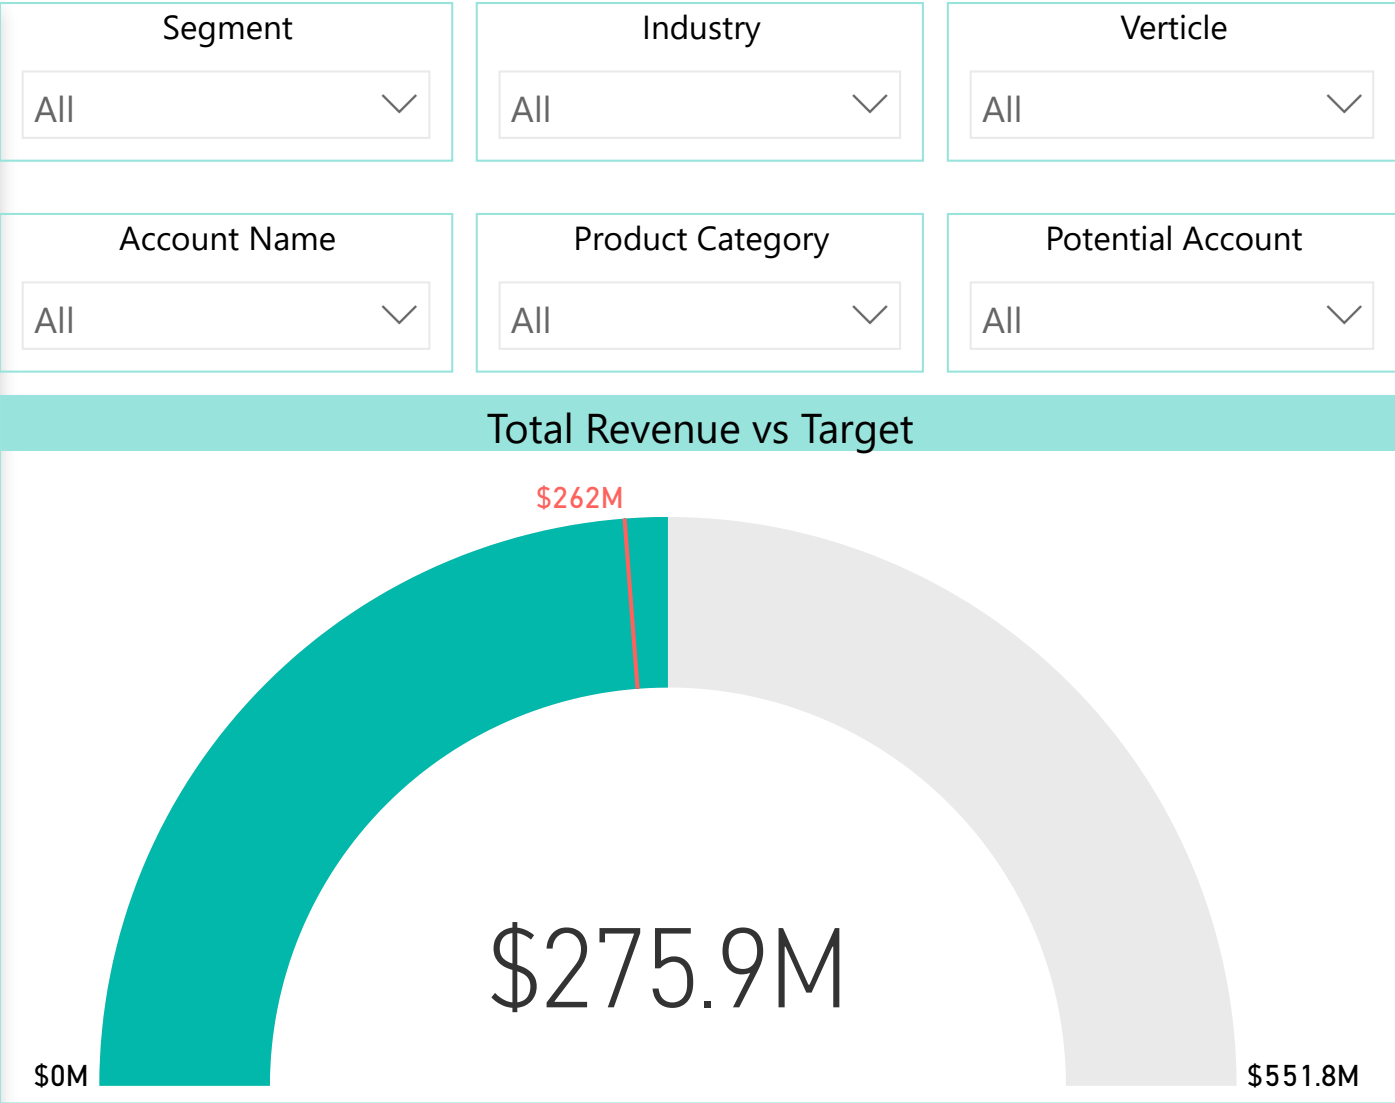 Segment
Industry
Verticle
All
All
All
Account Name
Product Category
Potential Account
All
All
All
Total Revenue vs Target
$262M
$275.9M
$0M
$551.8M